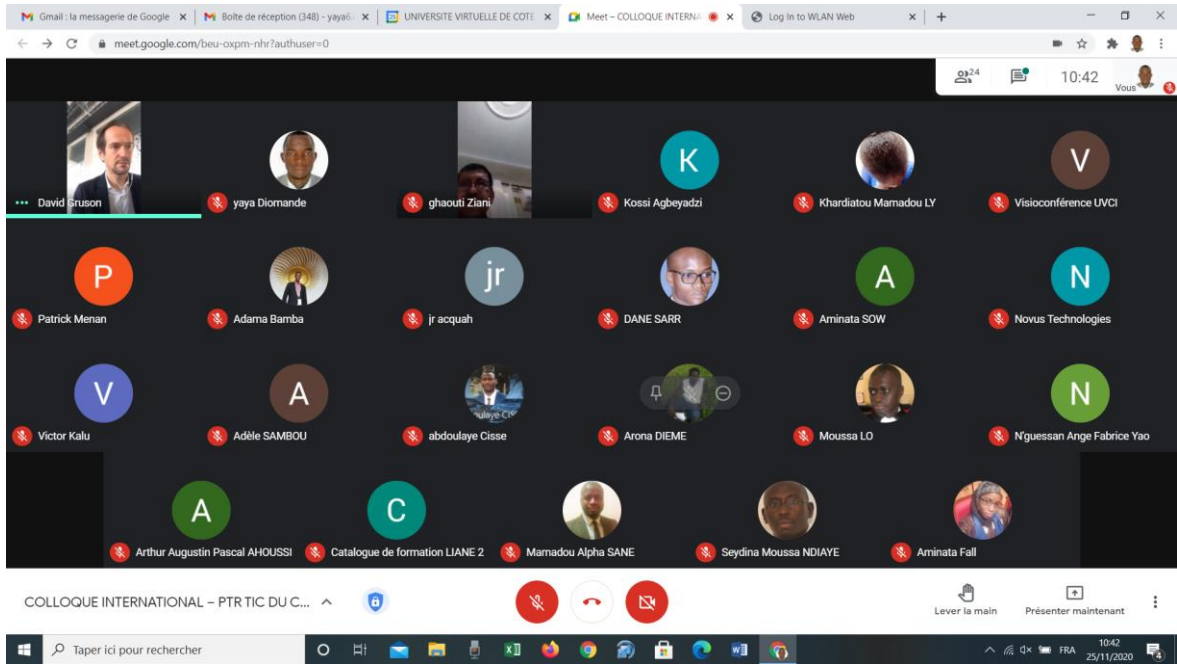 Gmail : la messagerie de Google
Boîte de réception (348) - yaya6.
UNIVERSITE VIRTUELLE DE COTE
Meet – COLLOQUE INTERNA
Log In to WLAN Web
meet.google.com/beu-oxpm-nhr?authuser=0
24
10:42
Vous
David Gruson
yaya Diomande
ghaouti Ziani
K
Kossi Agbeyadzi
Khardiatou Mamadou LY
V
Visioconférence UVCI
P
Patrick Menan
Adama Bamba
jr
jr acquah
DANE SARR
A
Aminata SOW
N
Novus Technologies
V
Victor Kalu
A
Adèle SAMBOU
abdoulaye Cisse
Arona DIEME
Moussa LO
N
N'guessan Ange Fabrice Yao
A
Arthur Augustin Pascal AHOUSSI
C
Catalogue de formation LIANE 2
Mamadou Alpha SANE
Seydina Moussa NDIAYE
Aminata Fall
COLLOQUE INTERNATIONAL – PTR TIC DU C...
Lever la main
Présenter maintenant
Taper ici pour rechercher
FRA
10:42
25/11/2020
4